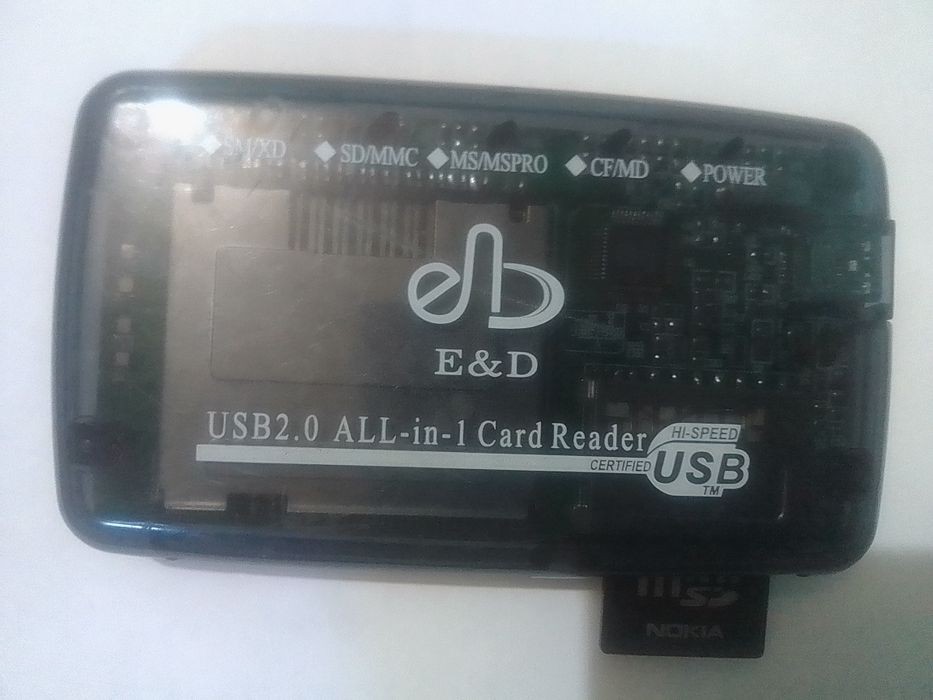 SM/XD SD/MMC MS/MSPRO CF/MD POWER
E&D
USB2.0 ALL-in-1 Card Reader
HI-SPEED
CERTIFIED USB
TM
NOKIA